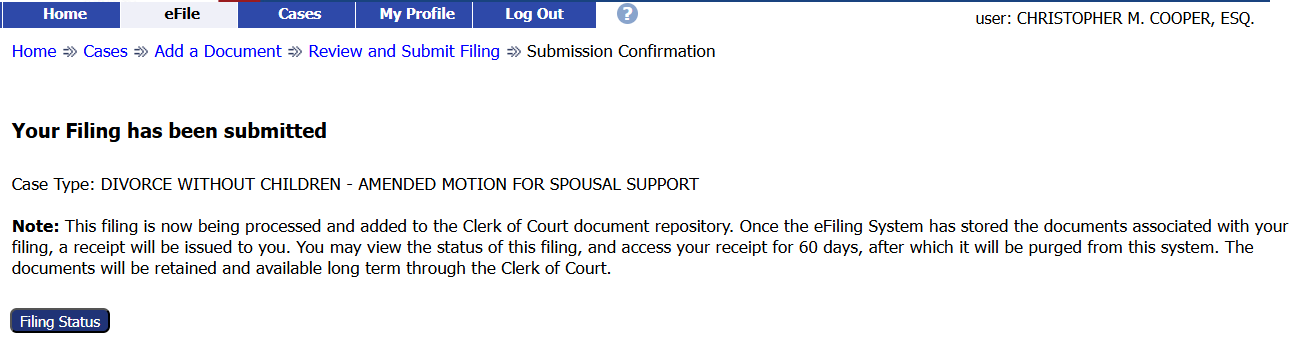 Home eFile Cases My Profile Log Out ? user: CHRISTOPHER M. COOPER, ESQ.
Home Cases Add a Document Review and Submit Filing Submission Confirmation
Your Filing has been submitted
Case Type: DIVORCE WITHOUT CHILDREN - AMENDED MOTION FOR SPOUSAL SUPPORT
Note: This filing is now being processed and added to the Clerk of Court document repository. Once the eFiling System has stored the documents associated with your
filing, a receipt will be issued to you. You may view the status of this filing, and access your receipt for 60 days, after which it will be purged from this system. The
documents will be retained and available long term through the Clerk of Court.
Filing Status